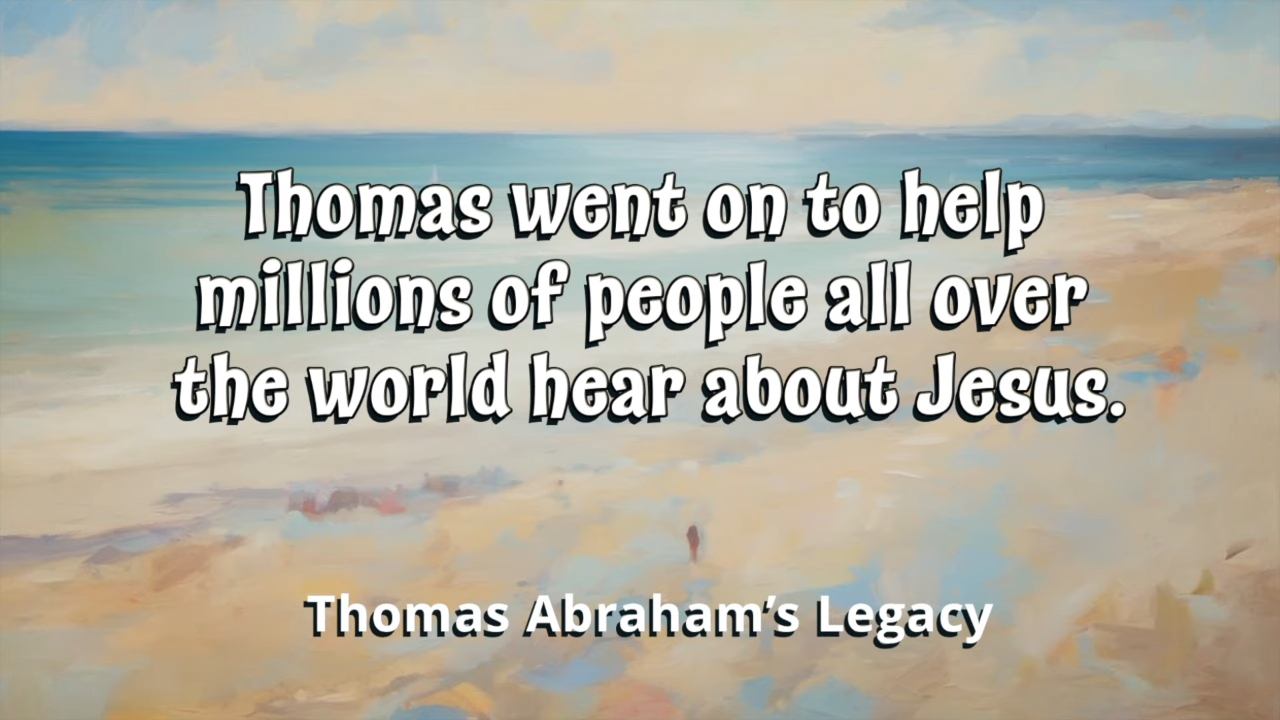 Thomas went on to help
millions of people all over
the world hear about Jesus.
Thomas Abraham’s Legacy